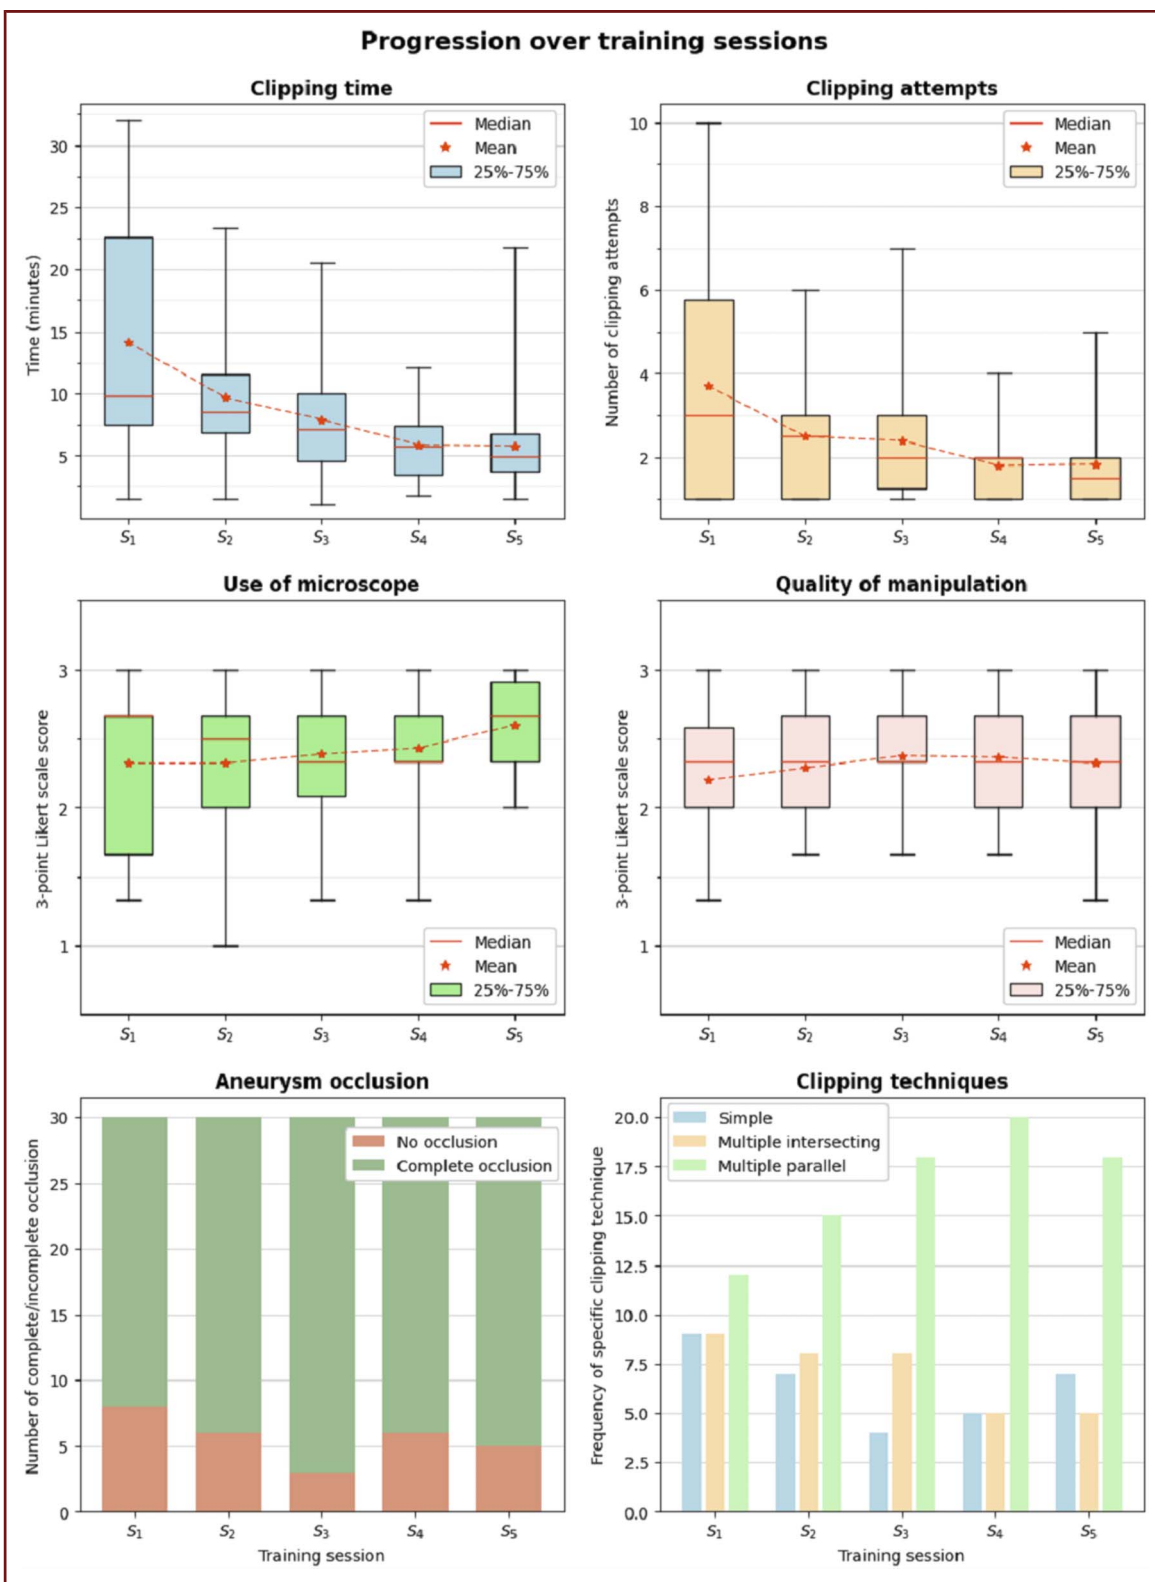 Progression over training sessions
Clipping time
Median
Mean
25%-75%
30
25
20
15
10
5
Time (minutes)
S1
S2
S3
S4
S5
Clipping attempts
Median
Mean
25%-75%
10
8
6
4
2
Number of clipping attempts
S1
S2
S3
S4
S5
Use of microscope
3
2
1
3-point Likert scale score
Median
Mean
25%-75%
S1
S2
S3
S4
S5
Quality of manipulation
3
2
1
3-point Likert scale score
Median
Mean
25%-75%
S1
S2
S3
S4
S5
Aneurysm occlusion
30
25
20
15
10
5
0
Number of complete/incomplete occlusion
No occlusion
Complete occlusion
S1
S2
S3
S4
S5
Training session
Clipping techniques
Simple
Multiple intersecting
Multiple parallel
20.0
17.5
15.0
12.5
10.0
7.5
5.0
2.5
0.0
Frequency of specific clipping technique
S1
S2
S3
S4
S5
Training session